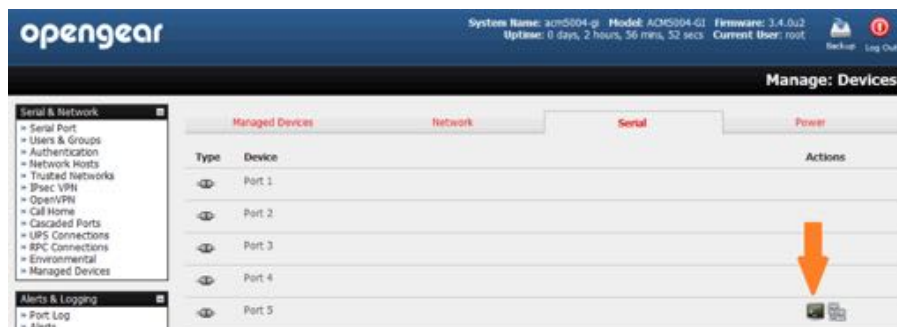 opengear
System Name: acm5004-gi Model: ACM5004-GI Firmware: 3.4.0u2
Uptime: 0 days, 2 hours, 56 mins, 52 secs Current User: root
Backup Log Out
Manage: Devices
Serial & Network
» Serial Port
» Users & Groups
» Authentication
» Network Hosts
» Trusted Networks
» IPsec VPN
» OpenVPN
» Call Home
» Cascaded Ports
» UPS Connections
» RPC Connections
» Environmental
» Managed Devices
Alerts & Logging
» Port Log
» Alerts
Managed Devices Network Serial Power
Type Device Actions
Port 1
Port 2
Port 3
Port 4
Port 5